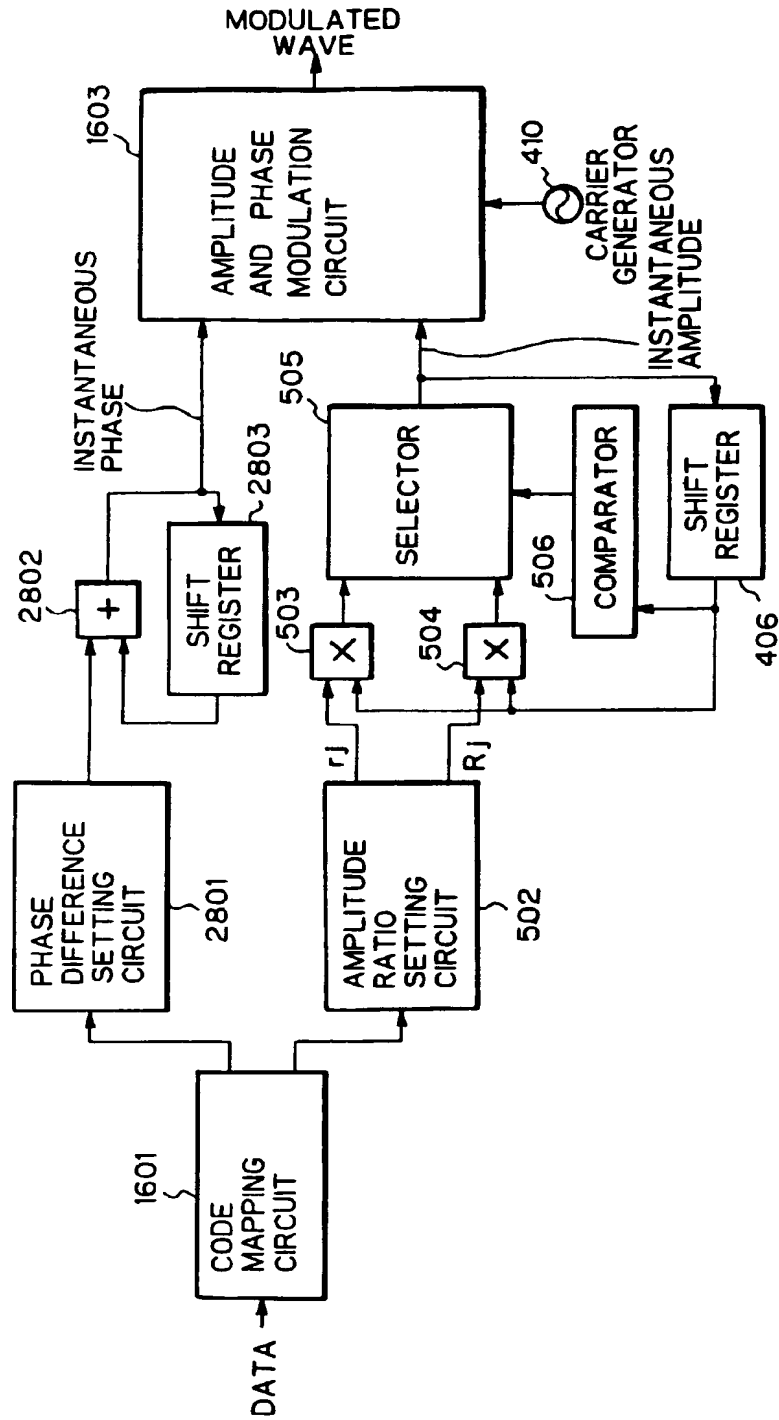 DATA
1601
CODE
MAPPING
CIRCUIT
PHASE
DIFFERENCE
SETTING
CIRCUIT
2801
AMPLITUDE
RATIO
SETTING
CIRCUIT
502
rj
Rj
2802
+
SHIFT
REGISTER
2803
503
X
504
X
INSTANTANEOUS
PHASE
505
SELECTOR
COMPARATOR
506
SHIFT
REGISTER
406
1603
AMPLITUDE
AND PHASE
MODULATION
CIRCUIT
INSTANTANEOUS
AMPLITUDE
CARRIER
GENERATOR
410
MODULATED
WAVE